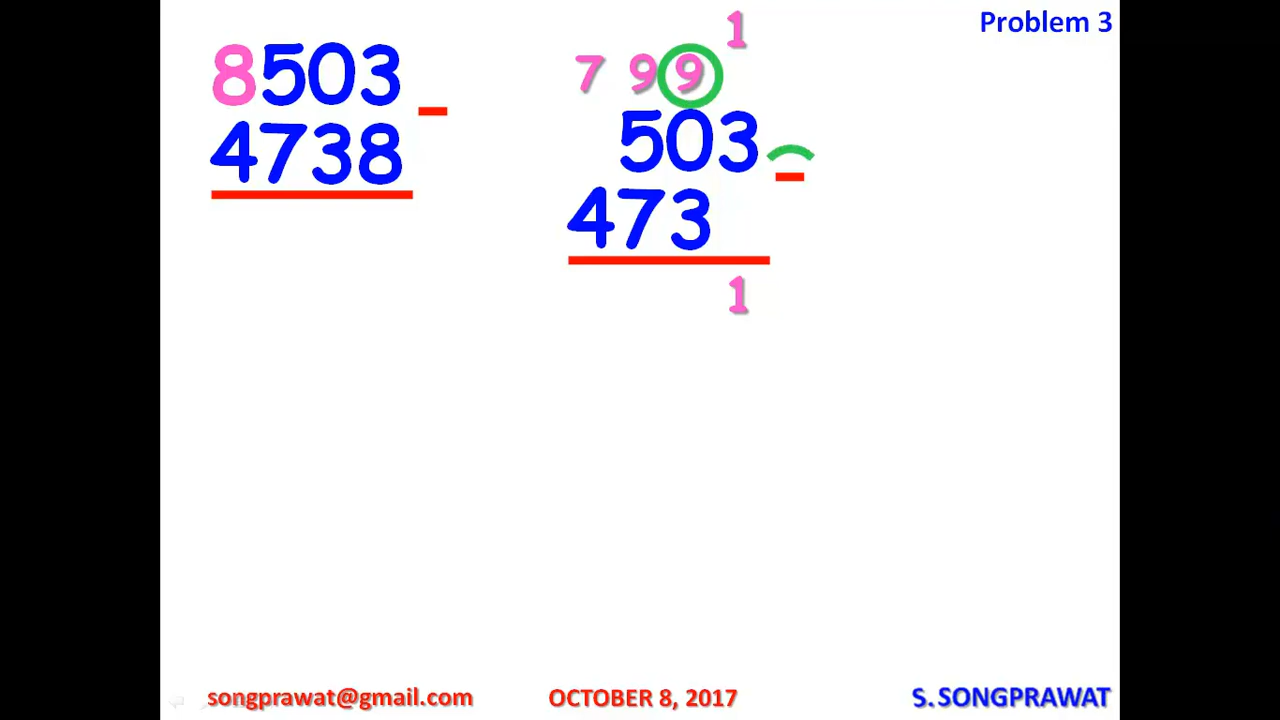 Problem 3
8503
4738
-
1
7 9 9
503
-
473
1
songprawat@gmail.com
OCTOBER 8, 2017
S. SONGPRAWAT